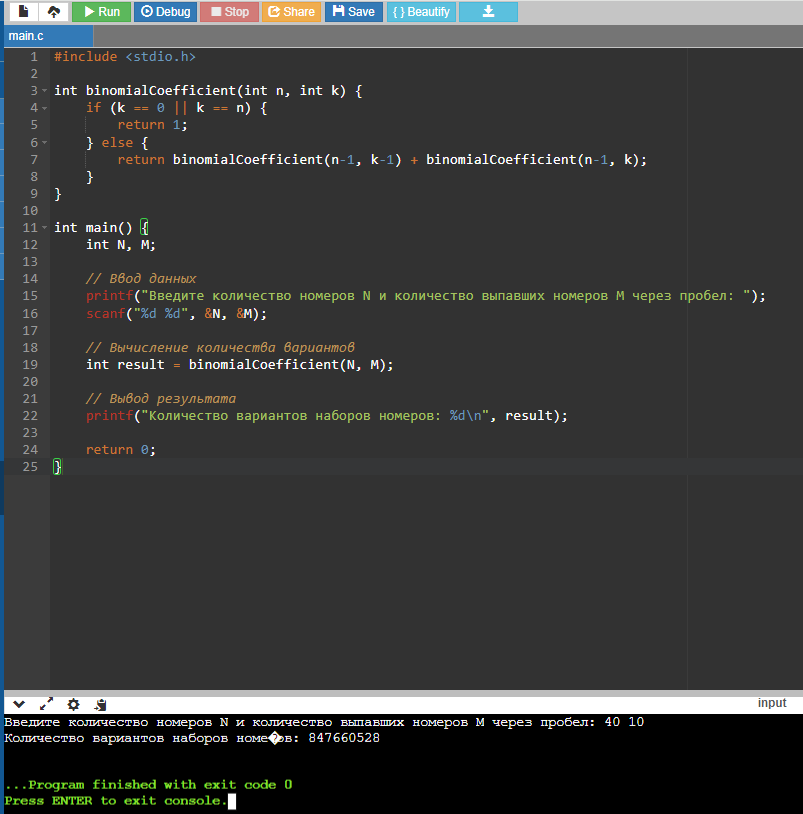 Run Debug Stop Share Save { } Beautify
main.c
1 #include <stdio.h>
2
3 int binomialCoefficient(int n, int k) {
4     if (k == 0 || k == n) {
5         return 1;
6     } else {
7         return binomialCoefficient(n-1, k-1) + binomialCoefficient(n-1, k);
8     }
9 }
10
11 int main() {
12     int N, M;
13
14     // Ввод данных
15     printf("Введите количество номеров N и количество выпавших номеров M через пробел: ");
16     scanf("%d %d", &N, &M);
17
18     // Вычисление количества вариантов
19     int result = binomialCoefficient(N, M);
20
21     // Вывод результата
22     printf("Количество вариантов наборов номеров: %d\n", result);
23
24     return 0;
25 }
input
Введите количество номеров N и количество выпавших номеров M через пробел: 40 10
Количество вариантов наборов номе�ов: 847660528
...Program finished with exit code 0
Press ENTER to exit console.